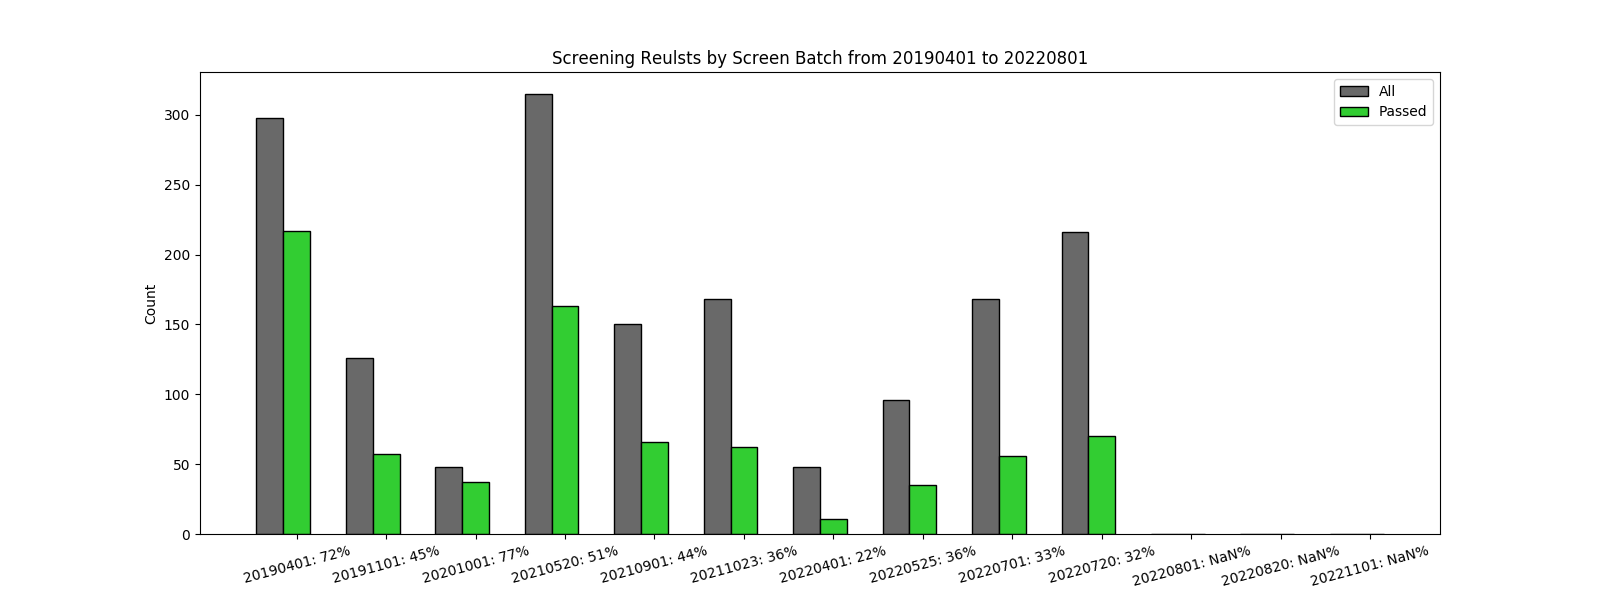 Screening Reulsts by Screen Batch from 20190401 to 20220801
All
Passed
Count
300
250
200
150
100
50
0
20190401: 72%
20191101: 45%
20201001: 77%
20210520: 51%
20210901: 44%
20211023: 36%
20220401: 22%
20220525: 36%
20220701: 33%
20220720: 32%
20220801: NaN%
20220820: NaN%
20221101: NaN%